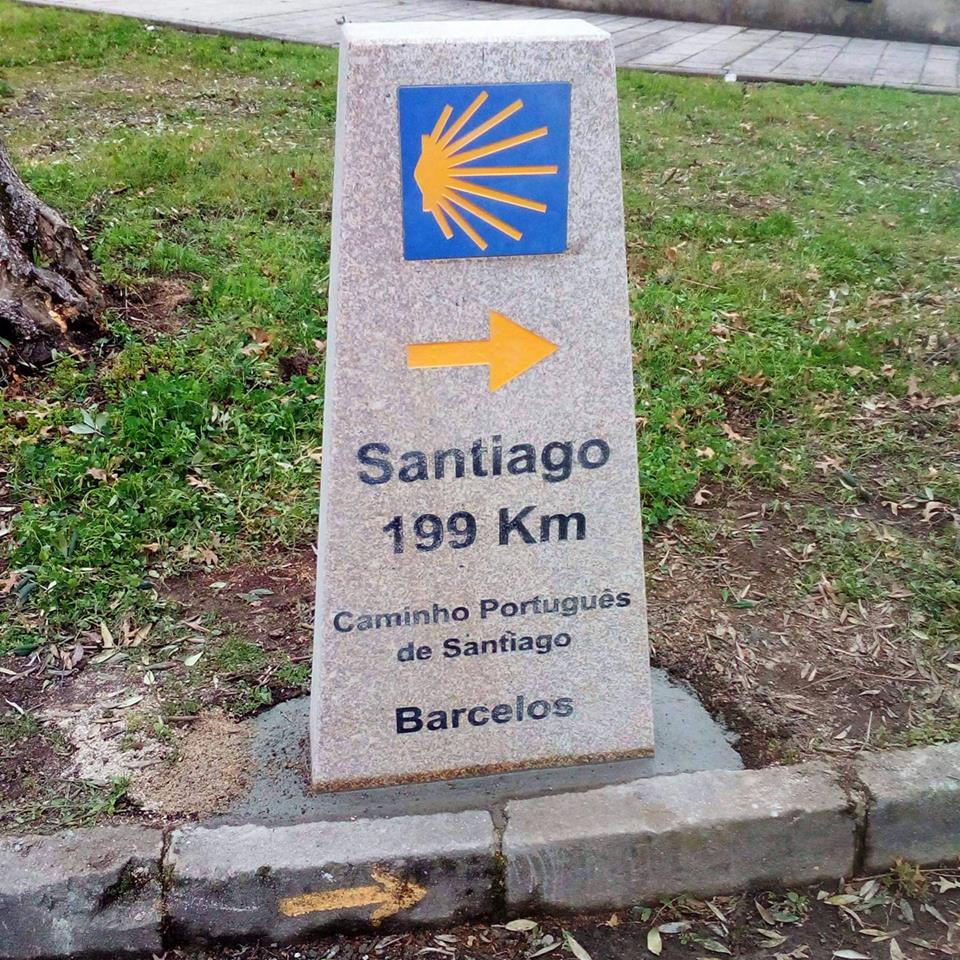 Santiago
199 Km
Caminho Português
de Santiago
Barcelos